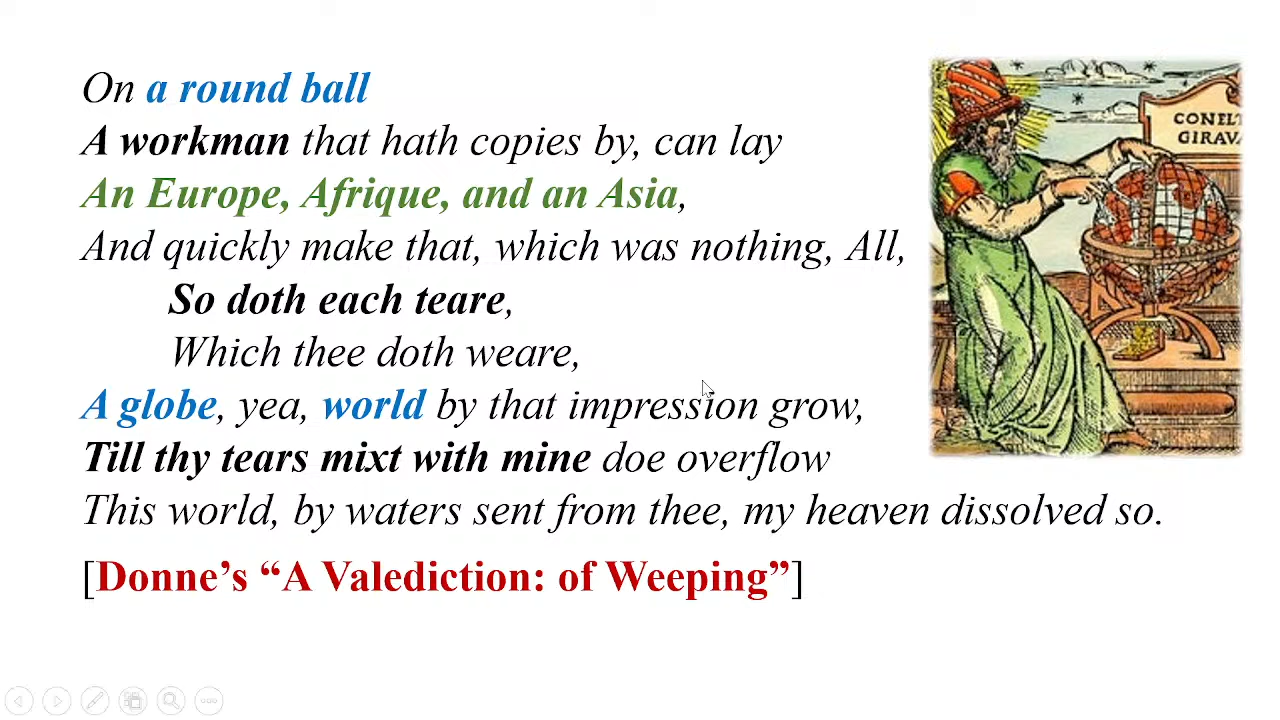 On a round ball
A workman that hath copies by, can lay
An Europe, Afrique, and an Asia,
And quickly make that, which was nothing, All,
So doth each teare,
Which thee doth weare,
A globe, yea, world by that impression grow,
Till thy tears mixt with mine doe overflow
This world, by waters sent from thee, my heaven dissolved so.
[Donne’s “A Valediction: of Weeping”]
CONELT
GIRAVA